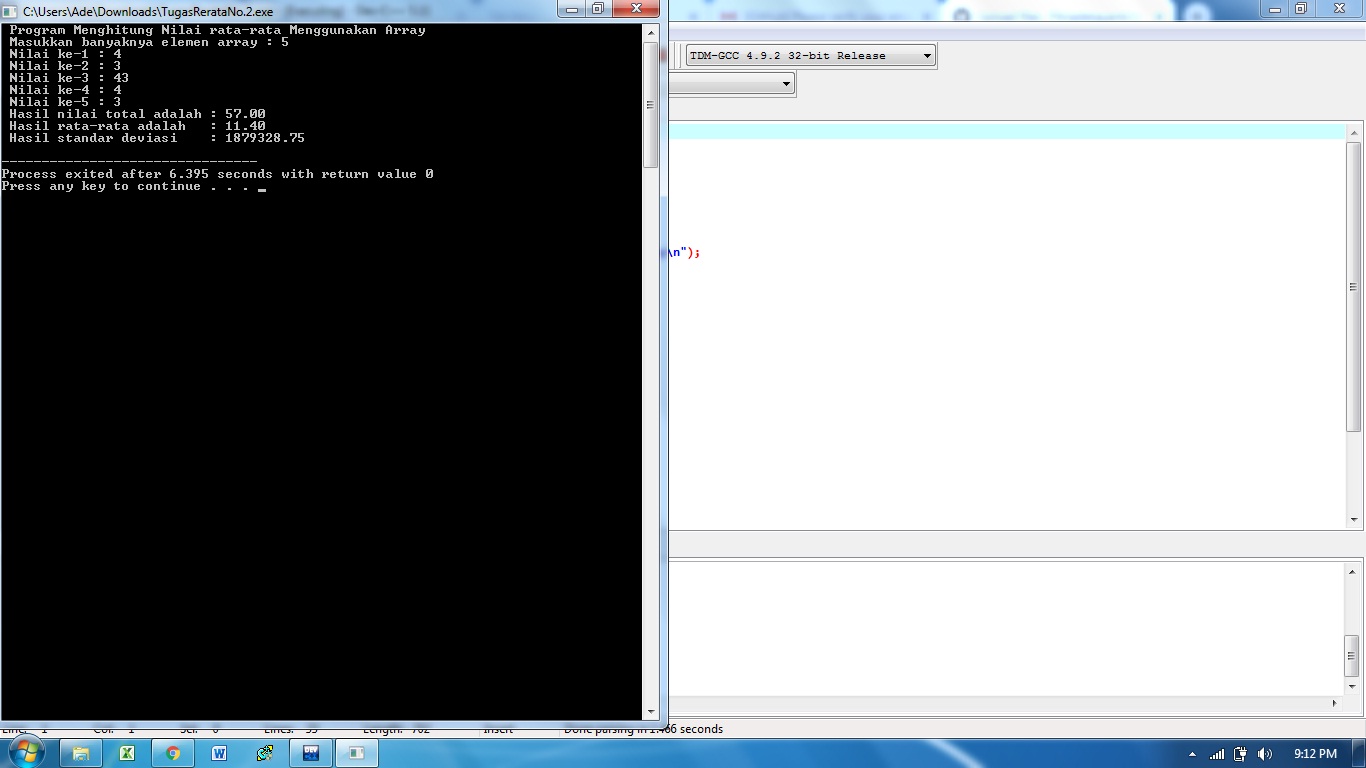 C:\Users\Ade\Downloads\TugasRerataNo.2.exe
Program Menghitung Nilai rata-rata Menggunakan Array
Masukkan banyaknya elemen array : 5
Nilai ke-1 : 4
Nilai ke-2 : 3
Nilai ke-3 : 43
Nilai ke-4 : 4
Nilai ke-5 : 3
Hasil nilai total adalah : 57.00
Hasil rata-rata adalah   : 11.40
Hasil standar deviasi    : 1879328.75
--------------------------------
Process exited after 6.395 seconds with return value 0
Press any key to continue . . . _
TDM-GCC 4.9.2 32-bit Release
\n");
Done parsing in 1.466 seconds
9:12 PM